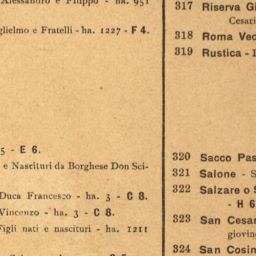 Alessandro e Filippo - ha. 951
glielmo e Fratelli - ha. 1227 - F 4.
5 - E 6.
e Nascituri da Borghese Don Sci-
Duca Francesco - ha. 3 - C 8.
Vincenzo - ha. 3 - C 8.
Figli nati e nascituri - ha. 1211
317 Riserva Gi
Cesari
318 Roma Vec
319 Rustica -
320 Sacco Pas
321 Salone - S
322 Salzare o S
- H 6
323 San Cesar
giovin
324 San Cosin